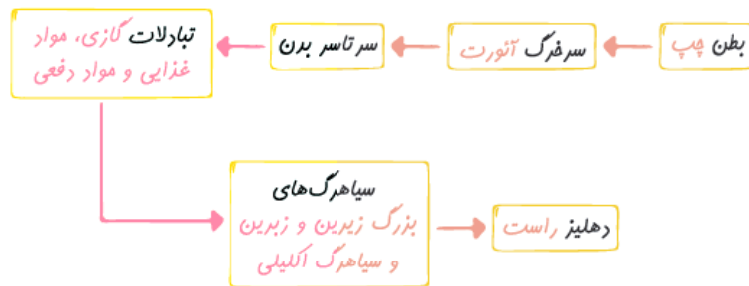 بطن چپ
سرخرگ آئورت
سرتاسر بدن
تبادلات گازی، مواد
غذایی و مواد دفعی
سیاهرگ‌های
بزرگ زیرین و زبرین
و سیاهرگ اکلیلی
دهلیز راست